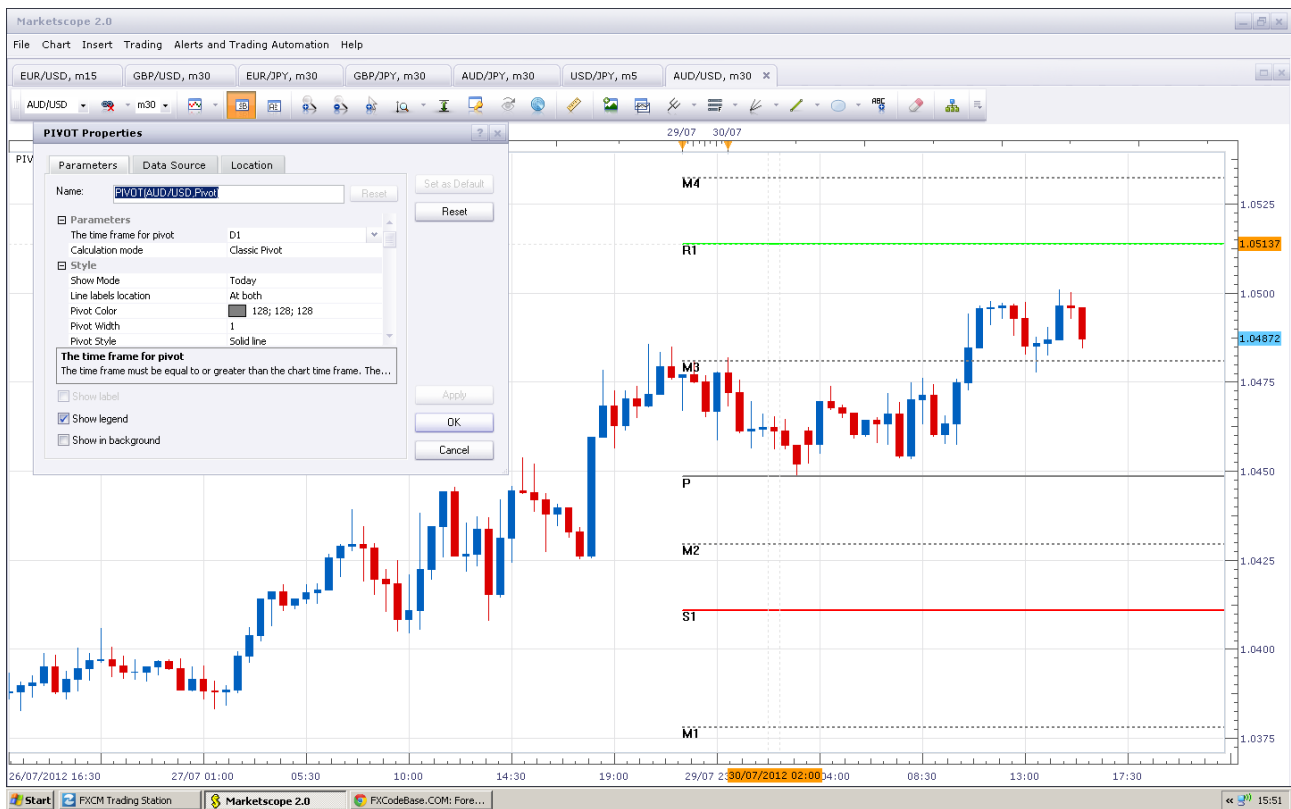 Marketscope 2.0
File Chart Insert Trading Alerts and Trading Automation Help
EUR/USD, m15 GBP/USD, m30 EUR/JPY, m30 GBP/JPY, m30 AUD/JPY, m30 USD/JPY, m5 AUD/USD, m30
AUD/USD m30 ABC
PIVOT Properties
29/07 30/07
PIV
Parameters Data Source Location
Name: PIVOT(AUD/USD,Pivot) Reset
Set as Default
Reset
Parameters
The time frame for pivot D1
Calculation mode Classic Pivot
Style
Show Mode Today
Line labels location At both
Pivot Color 128; 128; 128
Pivot Width 1
Pivot Style Solid line
The time frame for pivot
The time frame must be equal to or greater than the chart time frame. The...
Show label
Show legend
Show in background
Apply
OK
Cancel
M4
R1
M3
P
M2
S1
M1
1.0525
1.05137
1.0500
1.04872
1.0475
1.0450
1.0425
1.0400
1.0375
26/07/2012 16:30 27/07 01:00 05:30 10:00 14:30 19:00 29/07 23 30/07/2012 02:00 04:00 08:30 13:00 17:30
Start FXCM Trading Station Marketscope 2.0 FXCodeBase.COM: Fore... 15:51